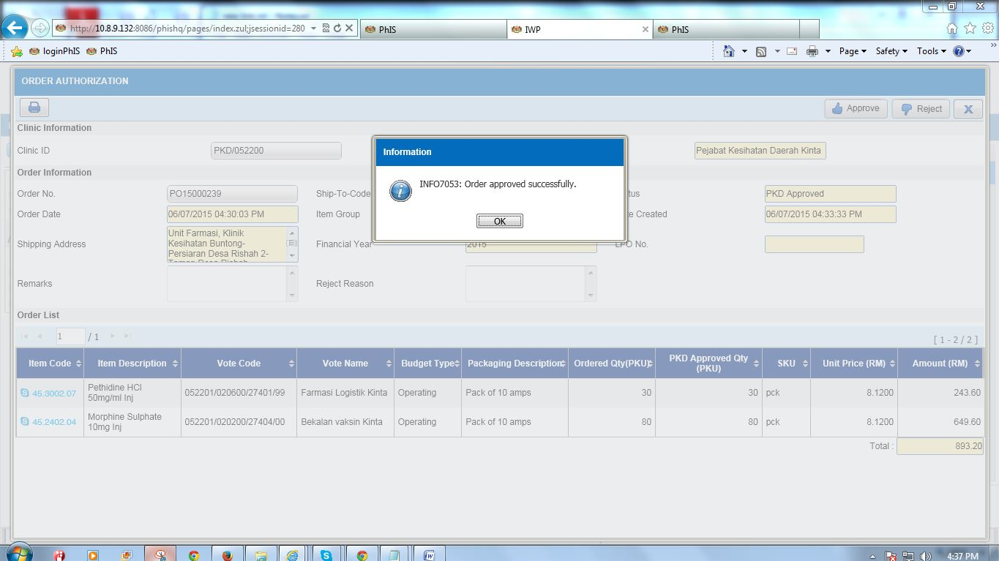 http://10.8.9.132:8086/phishq/pages/index.zul;jsessionid=280
PhIS
IWP
PhIS
loginPhIS
PhIS
Page
Safety
Tools
ORDER AUTHORIZATION
Approve
Reject
X
Clinic Information
Clinic ID
PKD/052200
Pejabat Kesihatan Daerah Kinta
Information
INFO7053: Order approved successfully.
OK
Order Information
Order No.
PO15000239
Ship-To-Code
PKD Approved
Order Date
06/07/2015 04:30:03 PM
Item Group
Created
06/07/2015 04:33:33 PM
Shipping Address
Unit Farmasi, Klinik
Kesihatan Buntong-
Persiaran Desa Rishah 2-
Taman Desa Rishah
Financial Year
2015
LPO No.
Remarks
Reject Reason
Order List
1 / 1
[ 1 - 2 / 2 ]
Item Code Item Description Vote Code Vote Name Budget Type Packaging Description Ordered Qty(PKU) PKD Approved Qty (PKU) SKU Unit Price (RM) Amount (RM)
45.3002.07 Pethidine HCl 50mg/ml Inj 052201/020600/27401/99 Farmasi Logistik Kinta Operating Pack of 10 amps 30 30 pck 8.1200 243.60
45.2402.04 Morphine Sulphate 10mg Inj 052201/020200/27404/00 Bekalan vaksin Kinta Operating Pack of 10 amps 80 80 pck 8.1200 649.60
Total : 893.20
4:37 PM